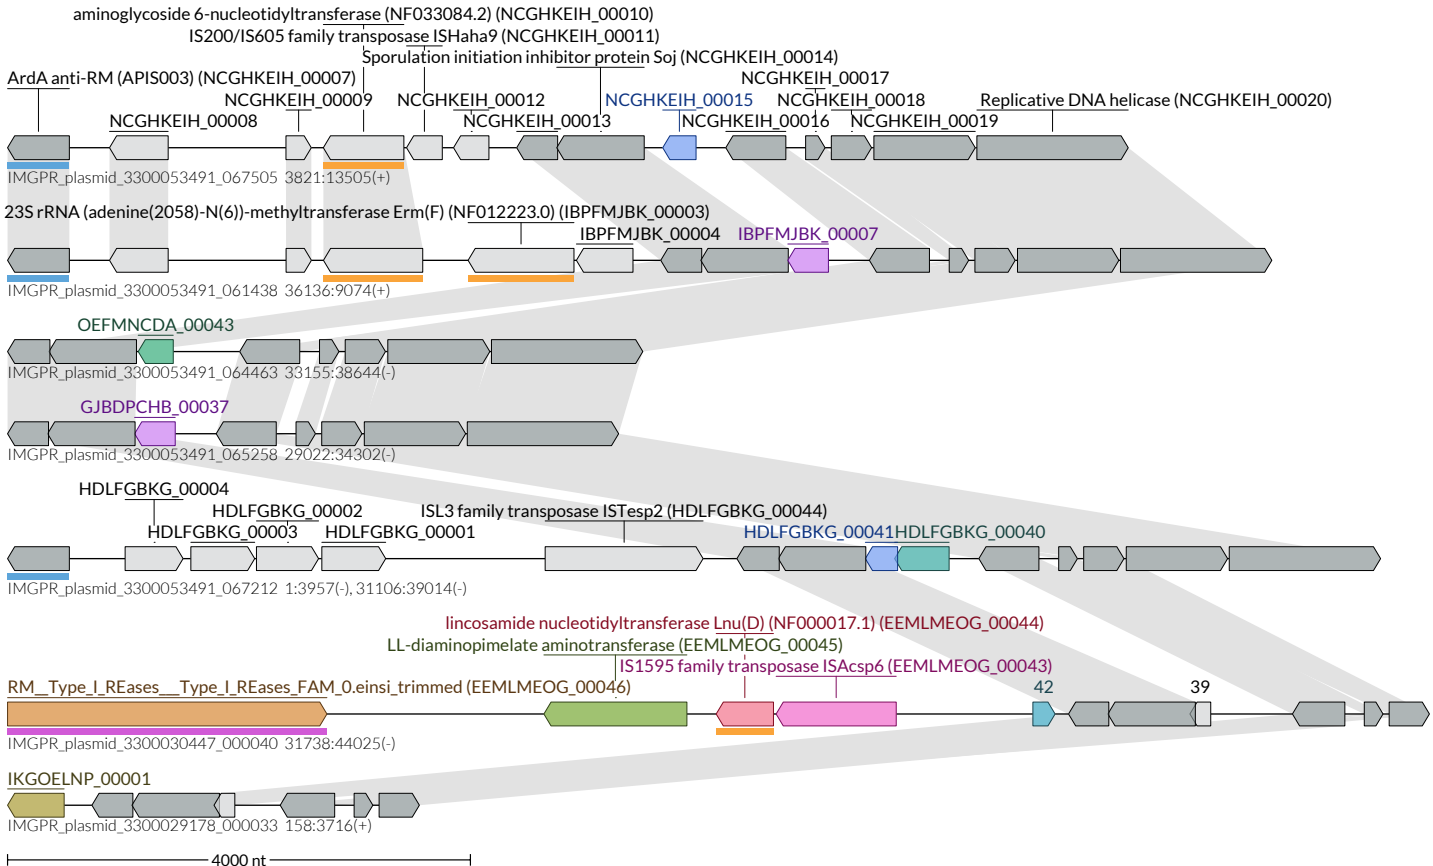 aminoglycoside 6-nucleotidyltransferase (NF033084.2) (NCGHKEIH_00010)
IS200/IS605 family transposase ISHaha9 (NCGHKEIH_00011)
Sporulation initiation inhibitor protein Soj (NCGHKEIH_00014)
ArdA anti-RM (APIS003) (NCGHKEIH_00007)
NCGHKEIH_00017
NCGHKEIH_00009
NCGHKEIH_00012
NCGHKEIH_00015
NCGHKEIH_00018
Replicative DNA helicase (NCGHKEIH_00020)
NCGHKEIH_00008
NCGHKEIH_00013
NCGHKEIH_00016
NCGHKEIH_00019
IMGPR_plasmid_3300053491_067505 3821:13505(+)
23S rRNA (adenine(2058)-N(6))-methyltransferase Erm(F) (NF012223.0) (IBPFMJBK_00003)
IBPFMJBK_00004
IBPFMJBK_00007
IMGPR_plasmid_3300053491_061438 36136:9074(+)
OEFMNCDA_00043
IMGPR_plasmid_3300053491_064463 33155:38644(-)
GJBDPCHB_00037
IMGPR_plasmid_3300053491_065258 29022:34302(-)
HDLFGBKG_00004
HDLFGBKG_00002
ISL3 family transposase ISTesp2 (HDLFGBKG_00044)
HDLFGBKG_00003
HDLFGBKG_00001
HDLFGBKG_00041
HDLFGBKG_00040
IMGPR_plasmid_3300053491_067212 1:3957(-), 31106:39014(-)
lincosamide nucleotidyltransferase Lnu(D) (NF000017.1) (EEMLMEOG_00044)
LL-diaminopimelate aminotransferase (EEMLMEOG_00045)
IS1595 family transposase ISAcsp6 (EEMLMEOG_00043)
RM__Type_I_REases__Type_I_REases_FAM_0.einsi_trimmed (EEMLMEOG_00046)
42
39
IMGPR_plasmid_3300030447_000040 31738:44025(-)
IKGOELNP_00001
IMGPR_plasmid_3300029178_000033 158:3716(+)
4000 nt